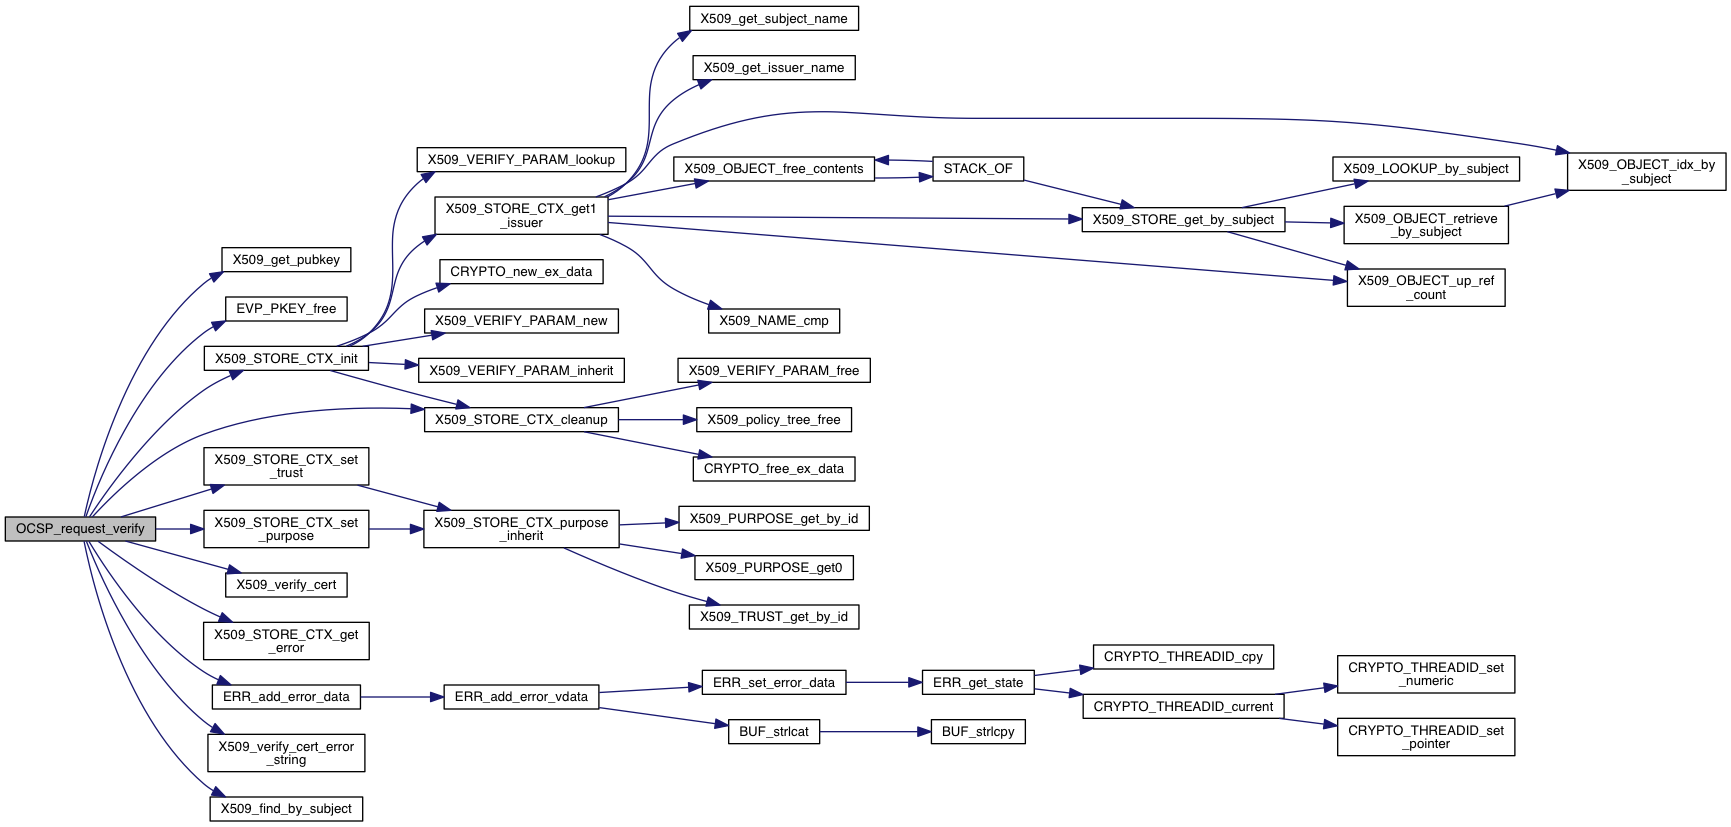 OCSP_request_verify
X509_get_pubkey
EVP_PKEY_free
X509_STORE_CTX_init
X509_STORE_CTX_set
_trust
X509_STORE_CTX_set
_purpose
X509_verify_cert
X509_STORE_CTX_get
_error
ERR_add_error_data
X509_verify_cert_error
_string
X509_find_by_subject
X509_VERIFY_PARAM_lookup
X509_STORE_CTX_get1
_issuer
CRYPTO_new_ex_data
X509_VERIFY_PARAM_new
X509_VERIFY_PARAM_inherit
X509_STORE_CTX_cleanup
X509_STORE_CTX_purpose
_inherit
ERR_add_error_vdata
X509_get_subject_name
X509_get_issuer_name
X509_OBJECT_free_contents
X509_NAME_cmp
X509_VERIFY_PARAM_free
X509_policy_tree_free
CRYPTO_free_ex_data
X509_PURPOSE_get_by_id
X509_PURPOSE_get0
X509_TRUST_get_by_id
ERR_set_error_data
BUF_strlcat
STACK_OF
ERR_get_state
BUF_strlcpy
X509_STORE_get_by_subject
CRYPTO_THREADID_cpy
CRYPTO_THREADID_current
X509_LOOKUP_by_subject
X509_OBJECT_retrieve
_by_subject
X509_OBJECT_up_ref
_count
CRYPTO_THREADID_set
_numeric
CRYPTO_THREADID_set
_pointer
X509_OBJECT_idx_by
_subject